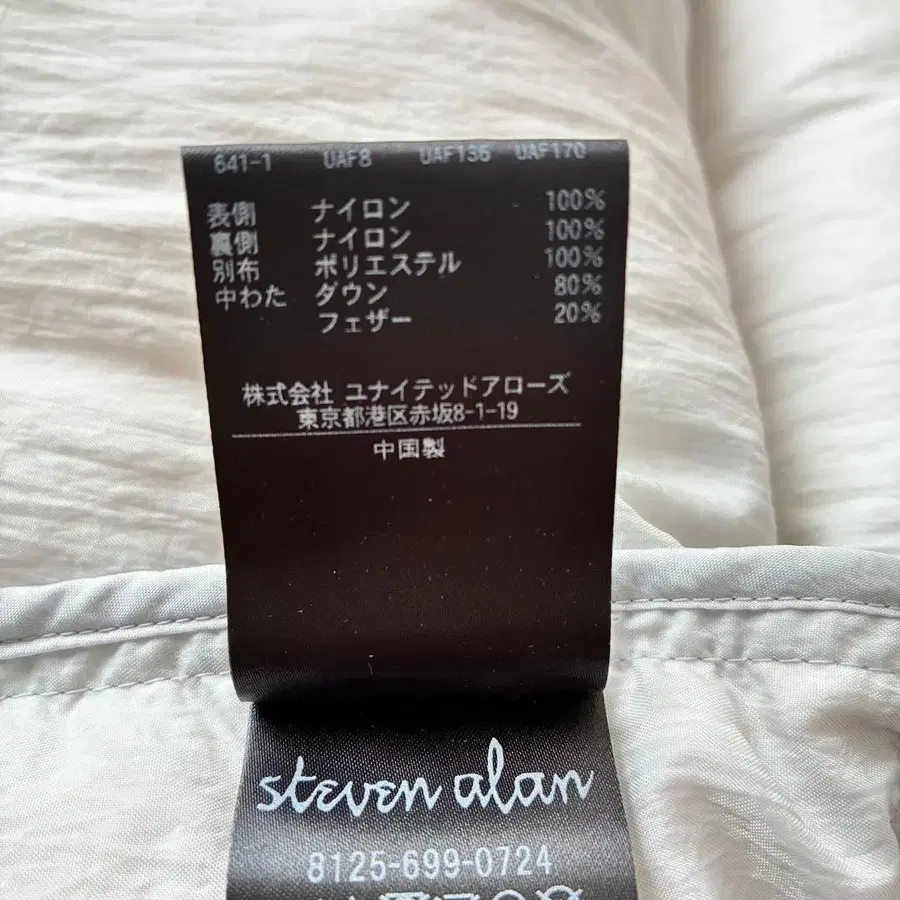 641-1 UAF8 UAF136 UAF170
表側 ナイロン 100%
裏側 ナイロン 100%
別布 ポリエステル 100%
中わた ダウン 80%
フェザー 20%
株式会社 ユナイテッドアローズ
東京都港区赤坂8-1-19
中国製
steven alan
8125-699-0724